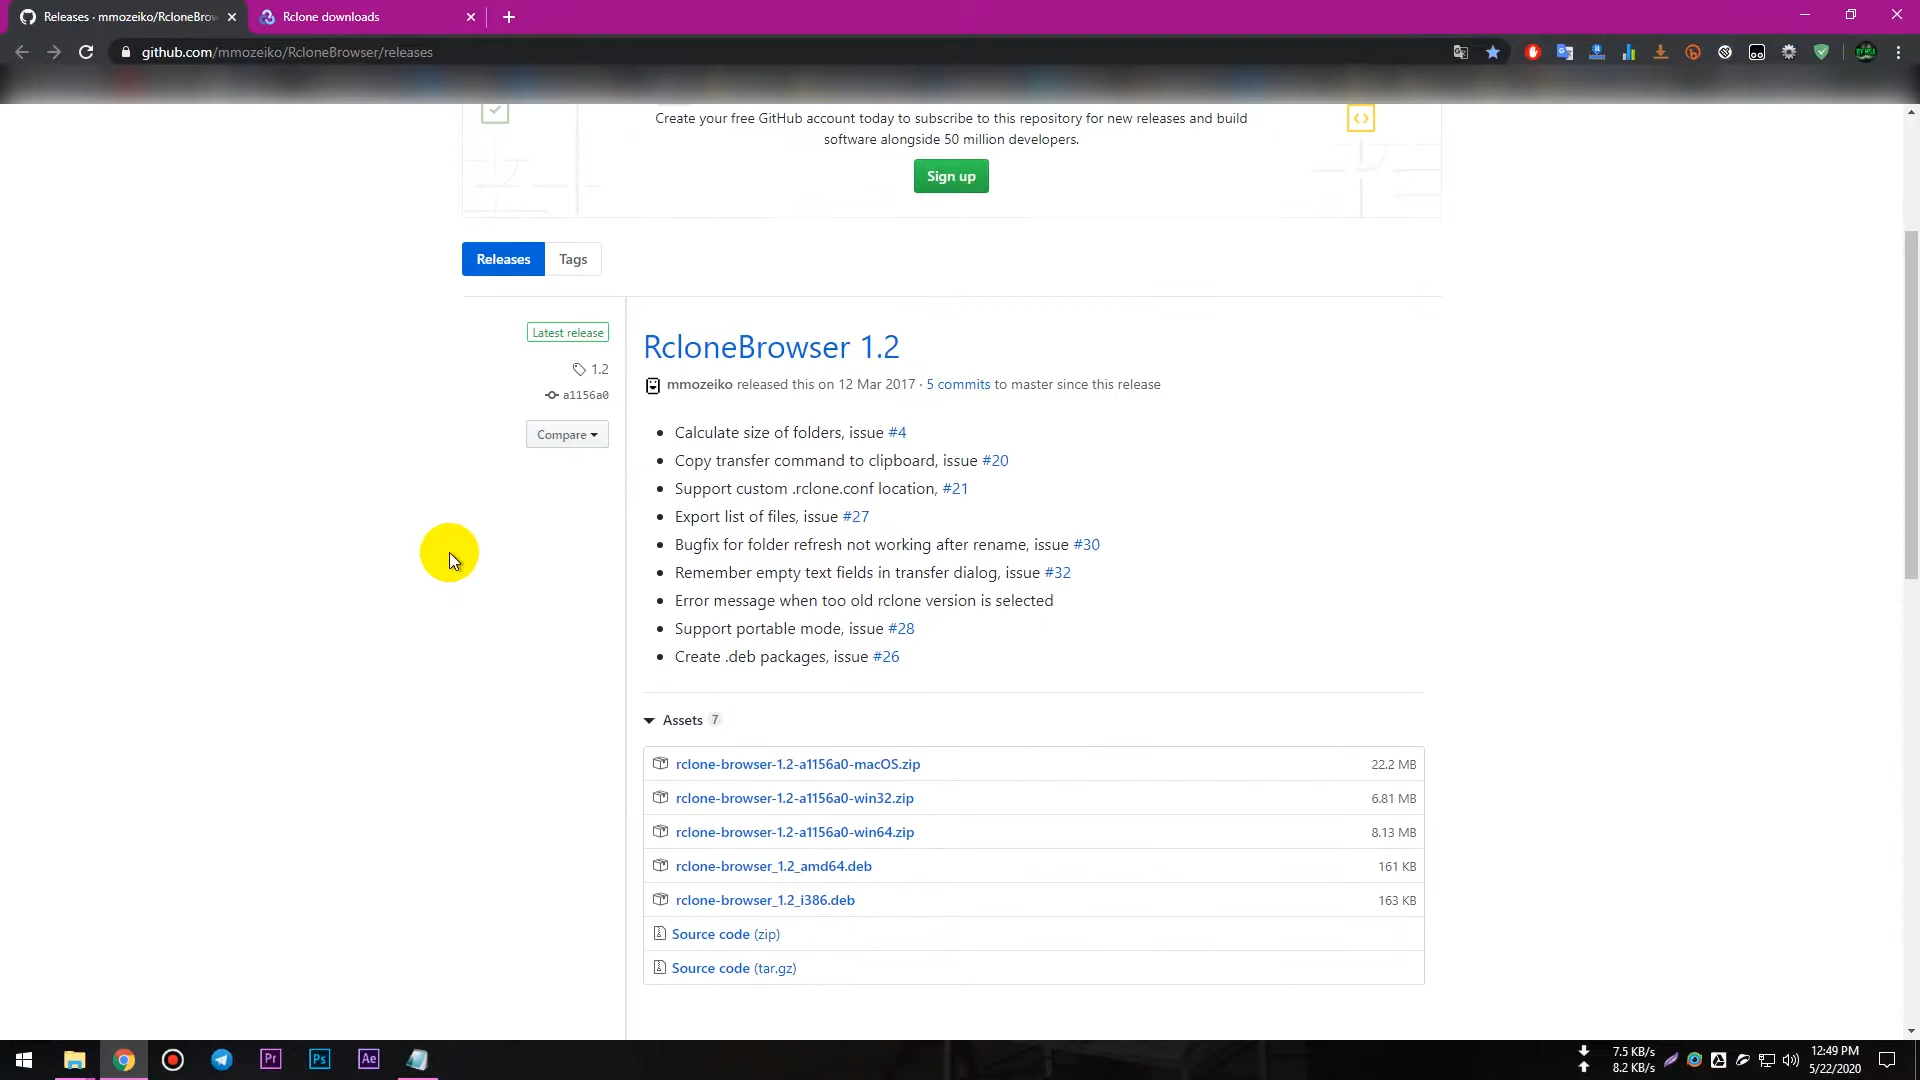 Releases · mmozeiko/RcloneBrow
Rclone downloads
github.com/mmozeiko/RcloneBrowser/releases
Create your free GitHub account today to subscribe to this repository for new releases and build
software alongside 50 million developers.
Sign up
Releases
Tags
Latest release
1.2
a1156a0
Compare
RcloneBrowser 1.2
mmozeiko released this on 12 Mar 2017 · 5 commits to master since this release
Calculate size of folders, issue #4
Copy transfer command to clipboard, issue #20
Support custom .rclone.conf location, #21
Export list of files, issue #27
Bugfix for folder refresh not working after rename, issue #30
Remember empty text fields in transfer dialog, issue #32
Error message when too old rclone version is selected
Support portable mode, issue #28
Create .deb packages, issue #26
Assets 7
rclone-browser-1.2-a1156a0-macOS.zip 22.2 MB
rclone-browser-1.2-a1156a0-win32.zip 6.81 MB
rclone-browser-1.2-a1156a0-win64.zip 8.13 MB
rclone-browser_1.2_amd64.deb 161 KB
rclone-browser_1.2_i386.deb 163 KB
Source code (zip)
Source code (tar.gz)
Pr
Ps
Ae
7.5 KB/s
8.2 KB/s
12:49 PM
5/22/2020